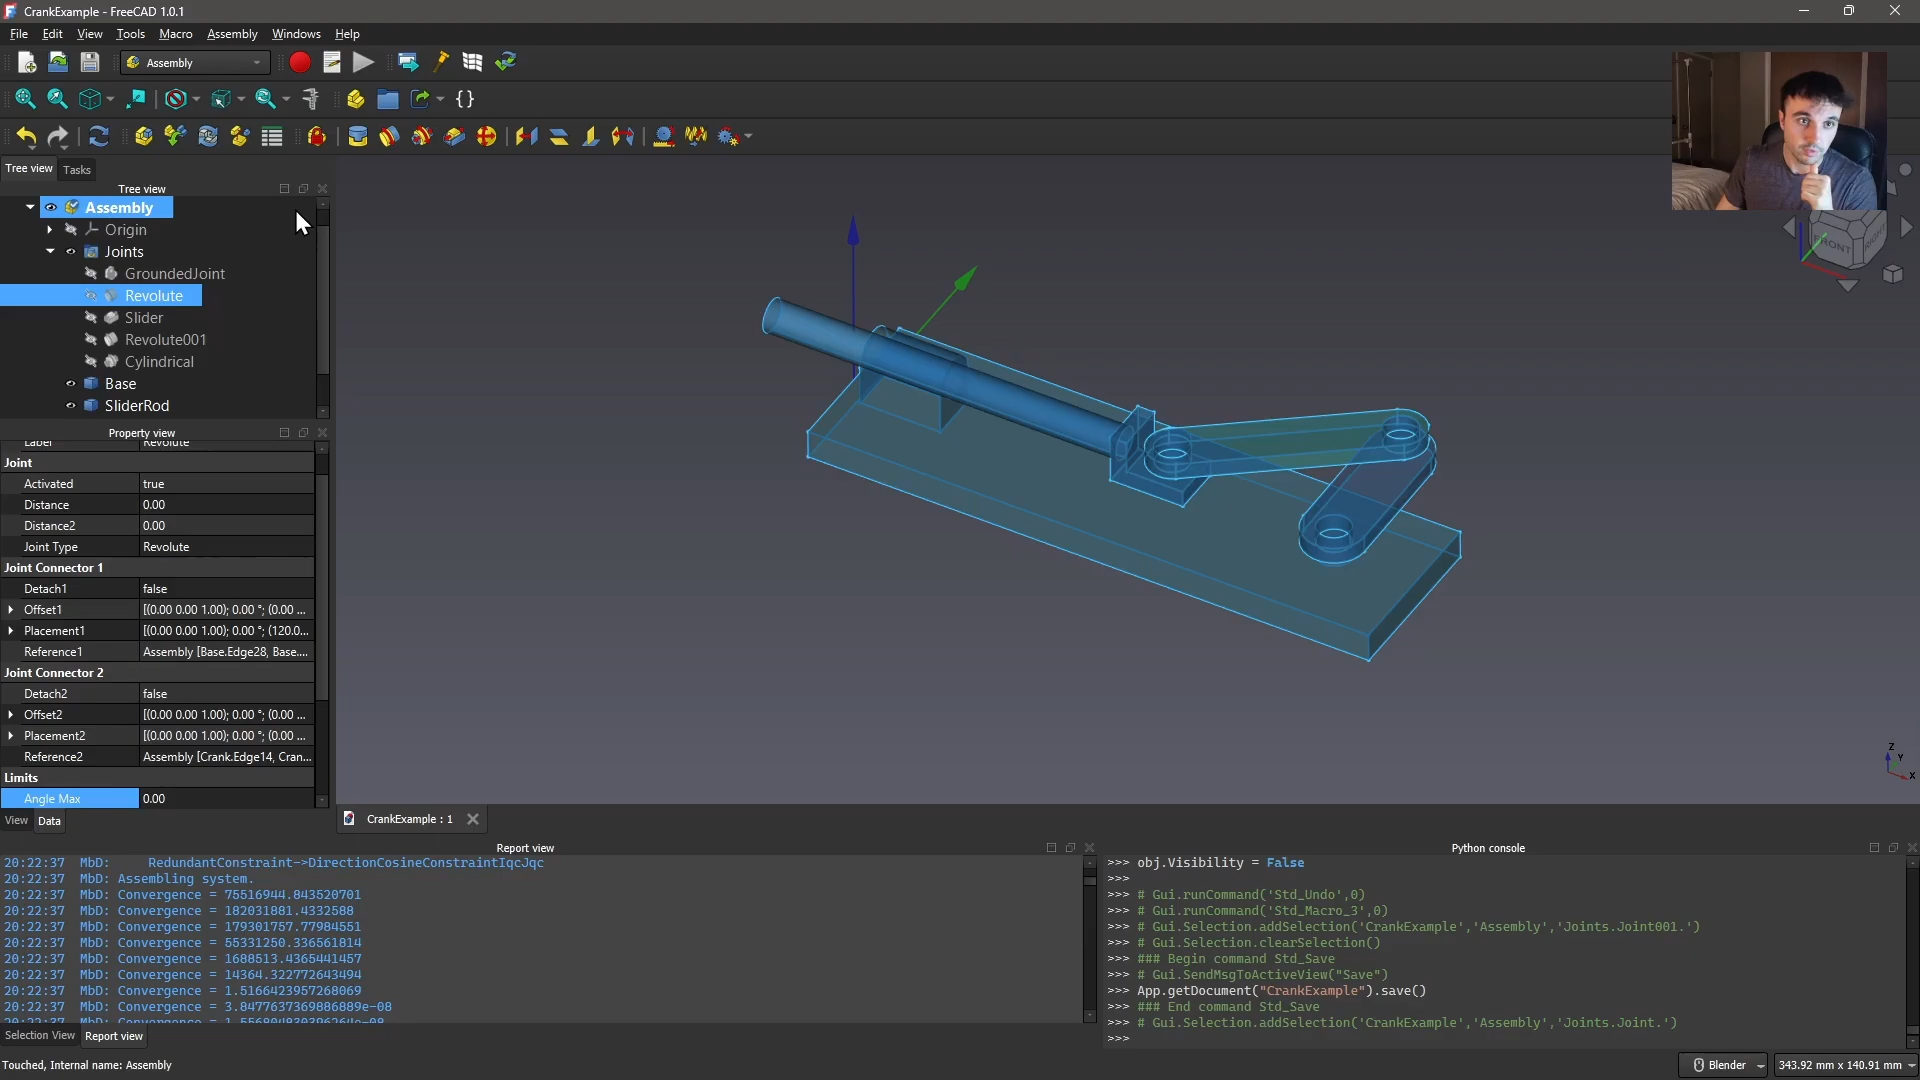 CrankExample - FreeCAD 1.0.1
File Edit View Tools Macro Assembly Windows Help
Assembly
Tree view Tasks
Tree view
Assembly
Origin
Joints
GroundedJoint
Revolute
Slider
Revolute001
Cylindrical
Base
SliderRod
Property view
Label Revolute
Joint
Activated true
Distance 0.00
Distance2 0.00
Joint Type Revolute
Joint Connector 1
Detach1 false
Offset1 [(0.00 0.00 1.00); 0.00 °; (0.00 ...
Placement1 [(0.00 0.00 1.00); 0.00 °; (120.0...
Reference1 Assembly [Base.Edge28, Base....
Joint Connector 2
Detach2 false
Offset2 [(0.00 0.00 1.00); 0.00 °; (0.00 ...
Placement2 [(0.00 0.00 1.00); 0.00 °; (0.00 ...
Reference2 Assembly [Crank.Edge14, Cran...
Limits
Angle Max 0.00
View Data
FRONT RIGHT
Z
Y
X
CrankExample : 1
Report view
20:22:37 MbD: RedundantConstraint->DirectionCosineConstraintIqcJqc
20:22:37 MbD: Assembling system.
20:22:37 MbD: Convergence = 75516944.843520701
20:22:37 MbD: Convergence = 182031881.4332588
20:22:37 MbD: Convergence = 179301757.77984551
20:22:37 MbD: Convergence = 55331250.336561814
20:22:37 MbD: Convergence = 1688513.4365441457
20:22:37 MbD: Convergence = 14364.322772643494
20:22:37 MbD: Convergence = 1.5166423957268069
20:22:37 MbD: Convergence = 3.8477637369886889e-08
Selection View Report view
Python console
>>> obj.Visibility = False
>>>
>>> # Gui.runCommand('Std_Undo',0)
>>> # Gui.runCommand('Std_Macro_3',0)
>>> # Gui.Selection.addSelection('CrankExample','Assembly','Joints.Joint001.')
>>> # Gui.Selection.clearSelection()
>>> ### Begin command Std_Save
>>> # Gui.SendMsgToActiveView("Save")
>>> App.getDocument("CrankExample").save()
>>> ### End command Std_Save
>>> # Gui.Selection.addSelection('CrankExample','Assembly','Joints.Joint.')
>>>
Touched, Internal name: Assembly
Blender 343.92 mm x 140.91 mm